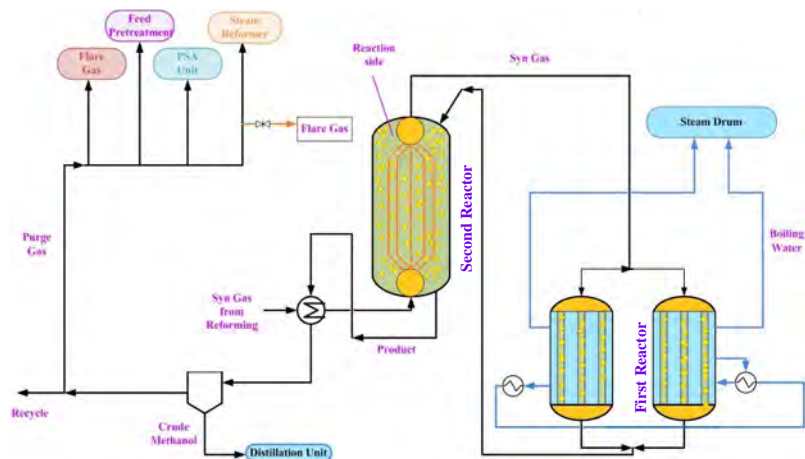 Feed
Pretreatment
Steam
Reformer
Flare
Gas
PSA
Unit
Flare Gas
Reaction
side
Syn Gas
Steam Drum
Second Reactor
Purge
Gas
Boiling
Water
Syn Gas
from
Reforming
Product
First Reactor
Recycle
Crude
Methanol
Distillation Unit